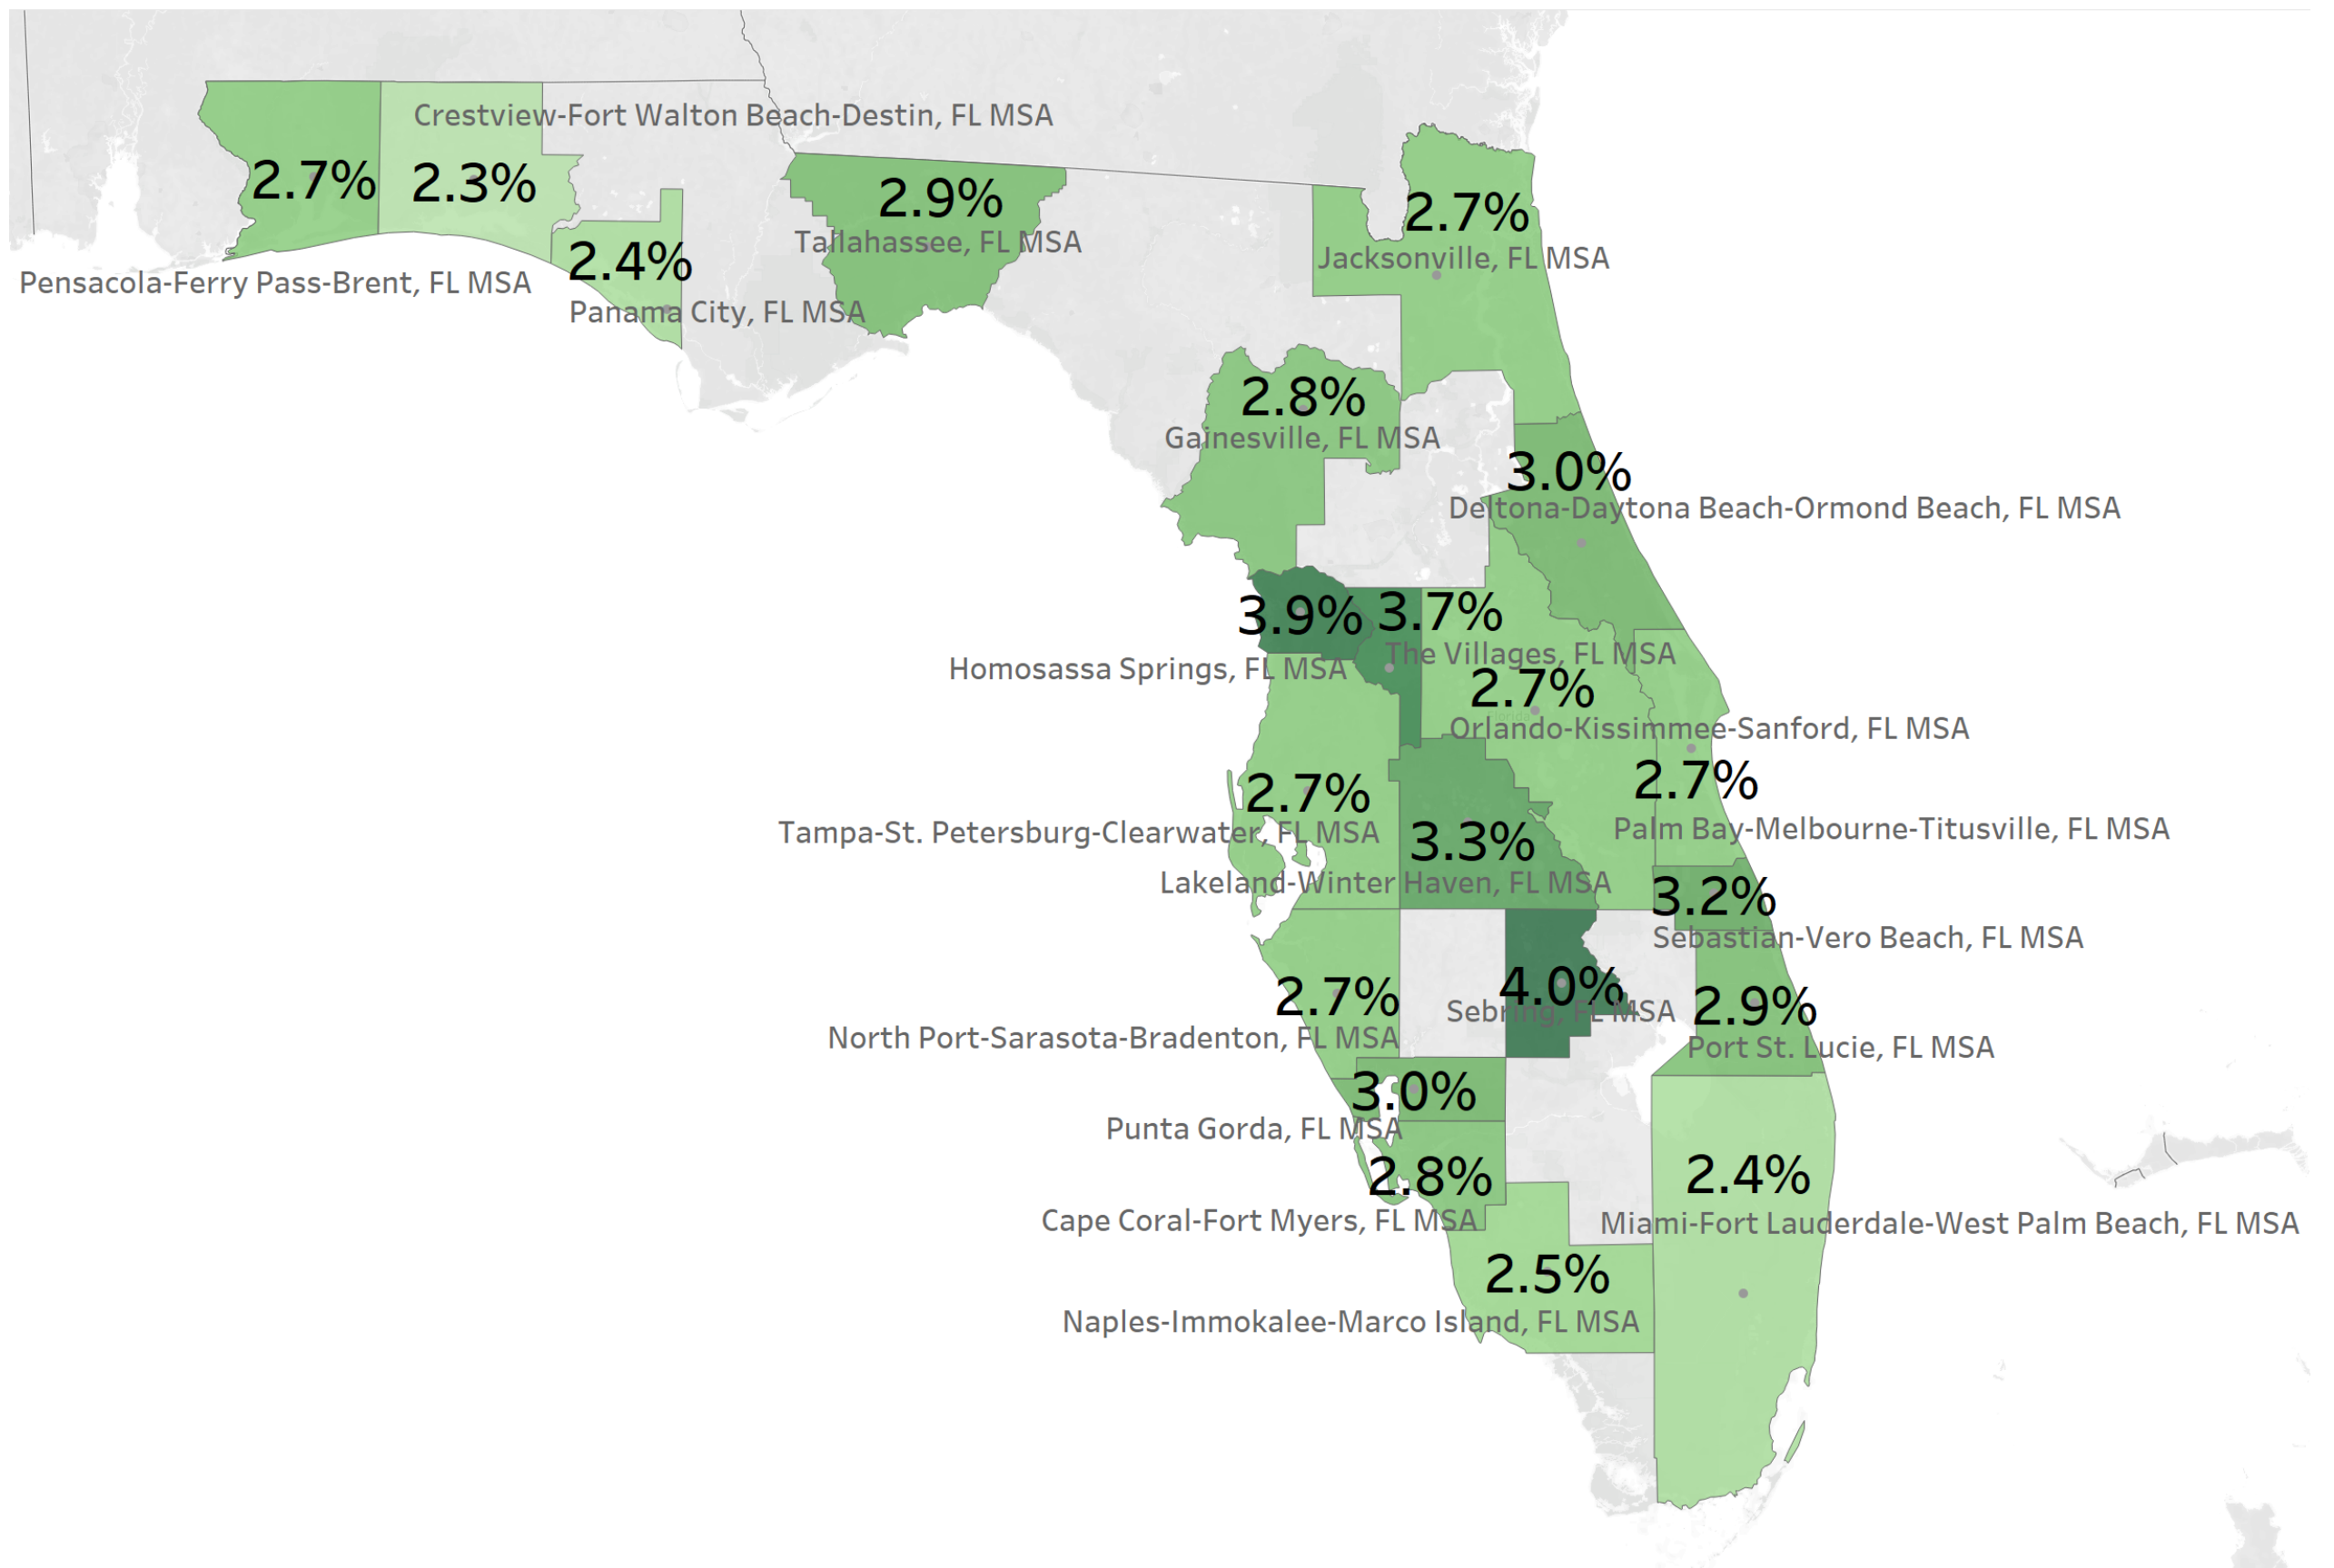 Crestview-Fort Walton Beach-Destin, FL MSA
2.7%
2.3%
Pensacola-Ferry Pass-Brent, FL MSA
2.4%
Panama City, FL MSA
2.9%
Tallahassee, FL MSA
2.7%
Jacksonville, FL MSA
2.8%
Gainesville, FL MSA
3.0%
Deltona-Daytona Beach-Ormond Beach, FL MSA
3.9%
Homosassa Springs, FL MSA
3.7%
The Villages, FL MSA
2.7%
Orlando-Kissimmee-Sanford, FL MSA
2.7%
Palm Bay-Melbourne-Titusville, FL MSA
2.7%
Tampa-St. Petersburg-Clearwater, FL MSA
3.3%
Lakeland-Winter Haven, FL MSA
3.2%
Sebastian-Vero Beach, FL MSA
2.7%
North Port-Sarasota-Bradenton, FL MSA
4.0%
Sebring, FL MSA
2.9%
Port St. Lucie, FL MSA
3.0%
Punta Gorda, FL MSA
2.8%
Cape Coral-Fort Myers, FL MSA
2.4%
Miami-Fort Lauderdale-West Palm Beach, FL MSA
2.5%
Naples-Immokalee-Marco Island, FL MSA